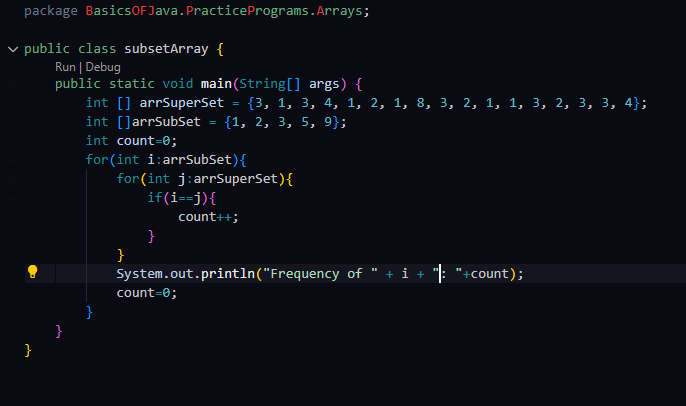 package BasicsOFJava.PracticePrograms.Arrays;
public class subsetArray {
Run | Debug
public static void main(String[] args) {
int [] arrSuperSet = {3, 1, 3, 4, 1, 2, 1, 8, 3, 2, 1, 1, 3, 2, 3, 3, 4};
int []arrSubSet = {1, 2, 3, 5, 9};
int count=0;
for(int i:arrSubSet){
for(int j:arrSuperSet){
if(i==j){
count++;
}
}
System.out.println("Frequency of " + i + ": "+count);
count=0;
}
}
}